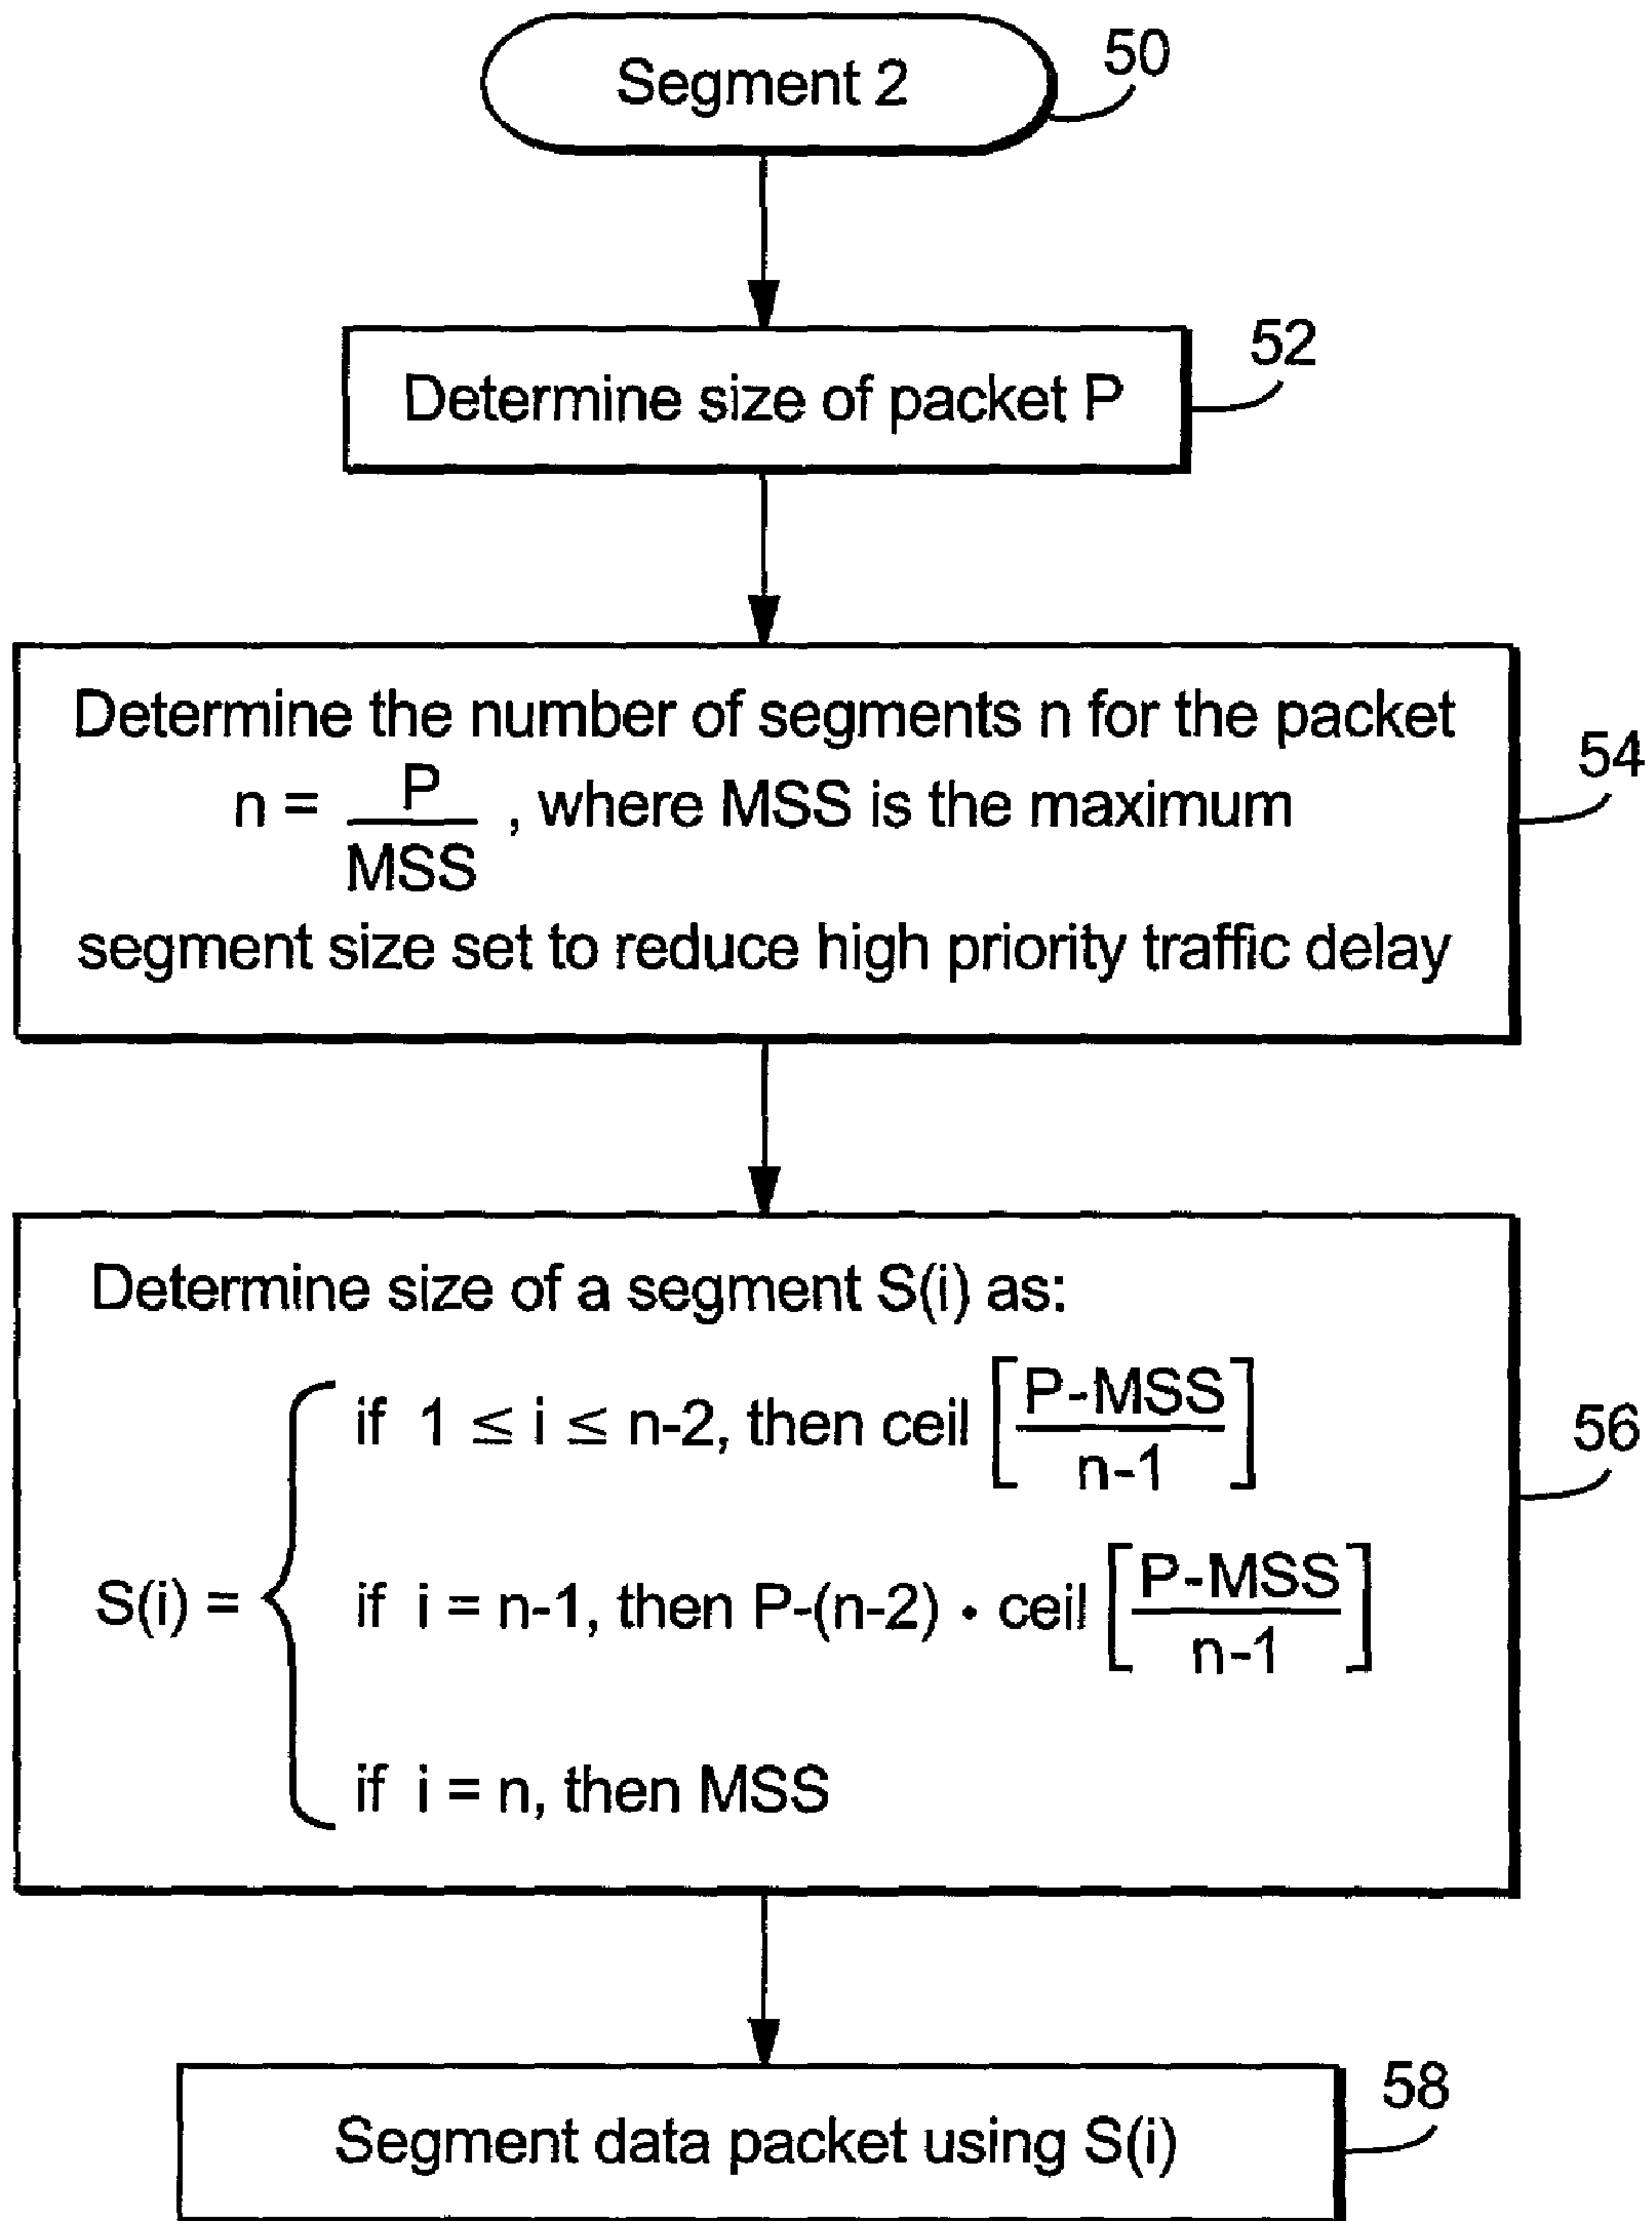 Segment 2
50
Determine size of packet P
52
Determine the number of segments n for the packet
n = P/MSS , where MSS is the maximum
segment size set to reduce high priority traffic delay
54
Determine size of a segment S(i) as:
if 1 ≤ i ≤ n-2, then ceil [P-MSS/n-1]
S(i) = { if i = n-1, then P-(n-2) • ceil [P-MSS/n-1]
if i = n, then MSS
56
Segment data packet using S(i)
58